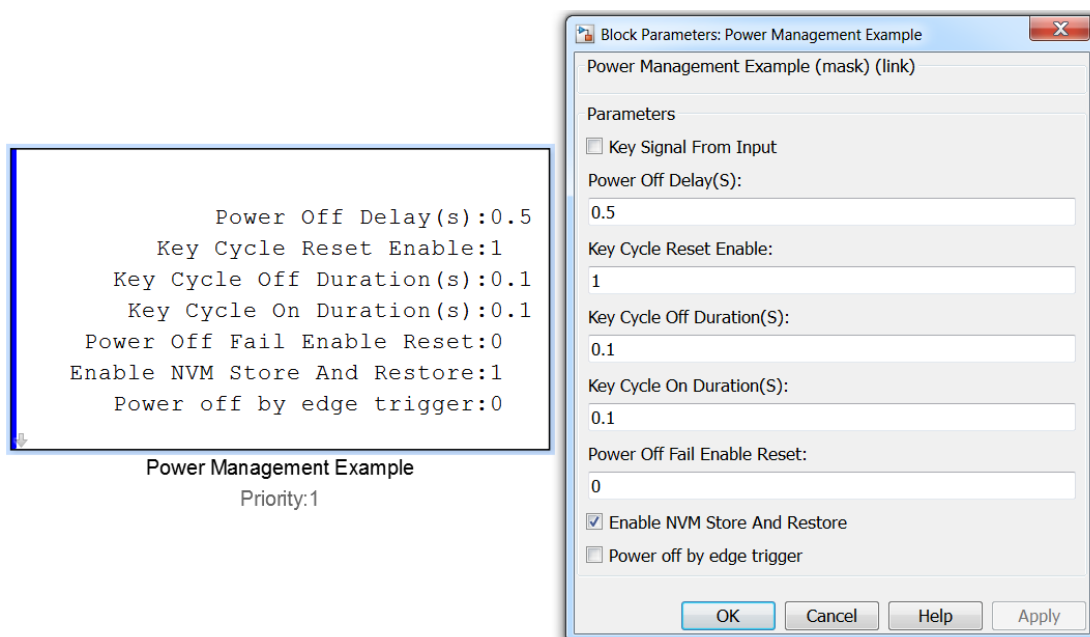 Power Off Delay(s):0.5
Key Cycle Reset Enable:1
Key Cycle Off Duration(s):0.1
Key Cycle On Duration(s):0.1
Power Off Fail Enable Reset:0
Enable NVM Store And Restore:1
Power off by edge trigger:0
Power Management Example
Priority:1
Block Parameters: Power Management Example
Power Management Example (mask) (link)
Parameters
Key Signal From Input
Power Off Delay(S):
0.5
Key Cycle Reset Enable:
1
Key Cycle Off Duration(S):
0.1
Key Cycle On Duration(S):
0.1
Power Off Fail Enable Reset:
0
Enable NVM Store And Restore
Power off by edge trigger
OK Cancel Help Apply